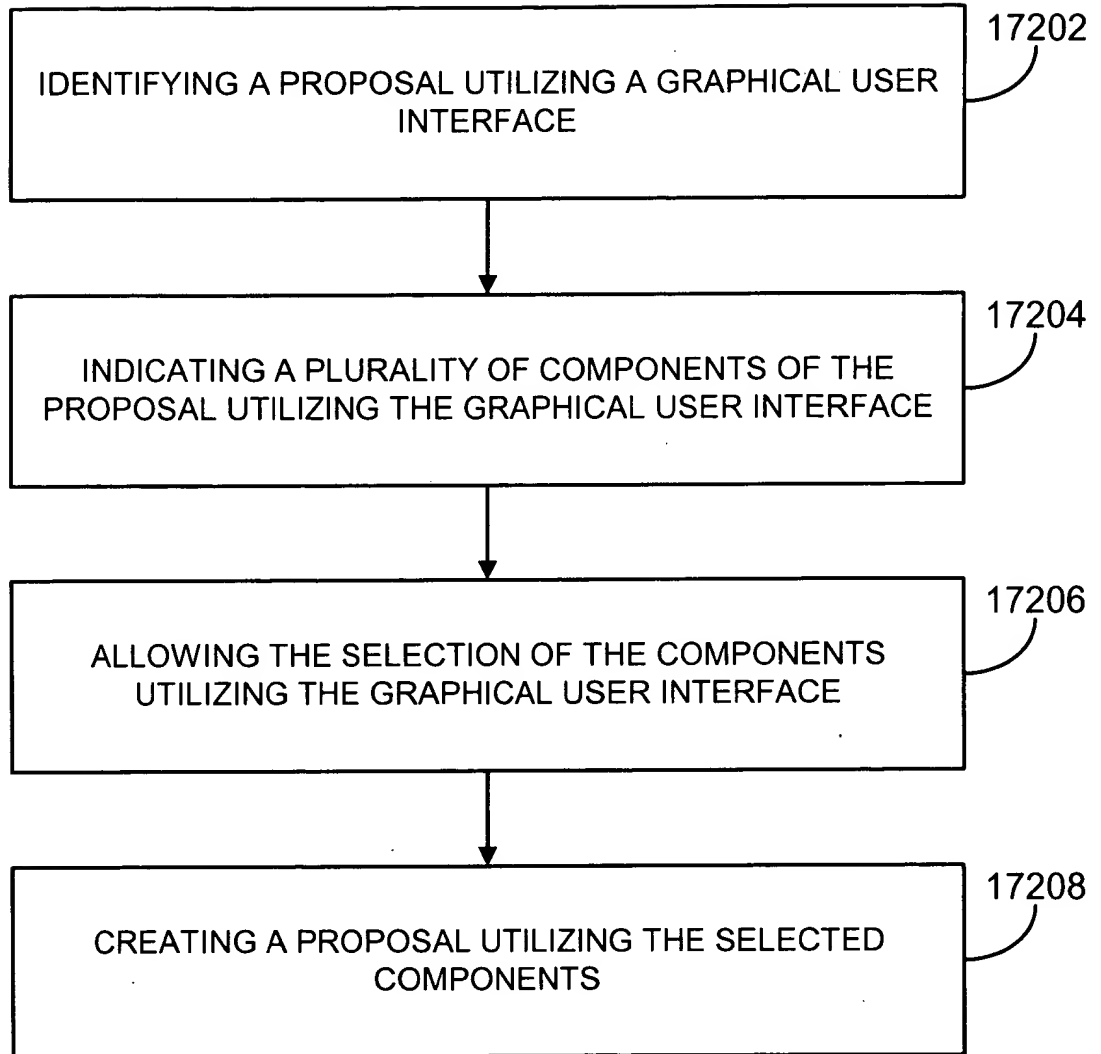 17202
IDENTIFYING A PROPOSAL UTILIZING A GRAPHICAL USER
INTERFACE
17204
INDICATING A PLURALITY OF COMPONENTS OF THE
PROPOSAL UTILIZING THE GRAPHICAL USER INTERFACE
17206
ALLOWING THE SELECTION OF THE COMPONENTS
UTILIZING THE GRAPHICAL USER INTERFACE
17208
CREATING A PROPOSAL UTILIZING THE SELECTED
COMPONENTS